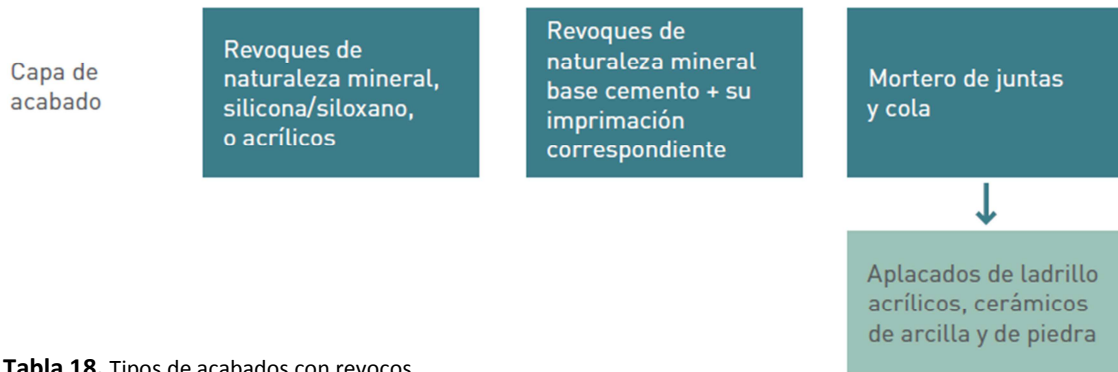 Capa de
acabado
Revoques de
naturaleza mineral,
silicona/siloxano,
o acrílicos
Revoques de
naturaleza mineral
base cemento + su
imprimación
correspondiente
Mortero de juntas
y cola
Aplacados de ladrillo
acrílicos, cerámicos
de arcilla y de piedra
Tabla 18. Tipos de acabados con revocos